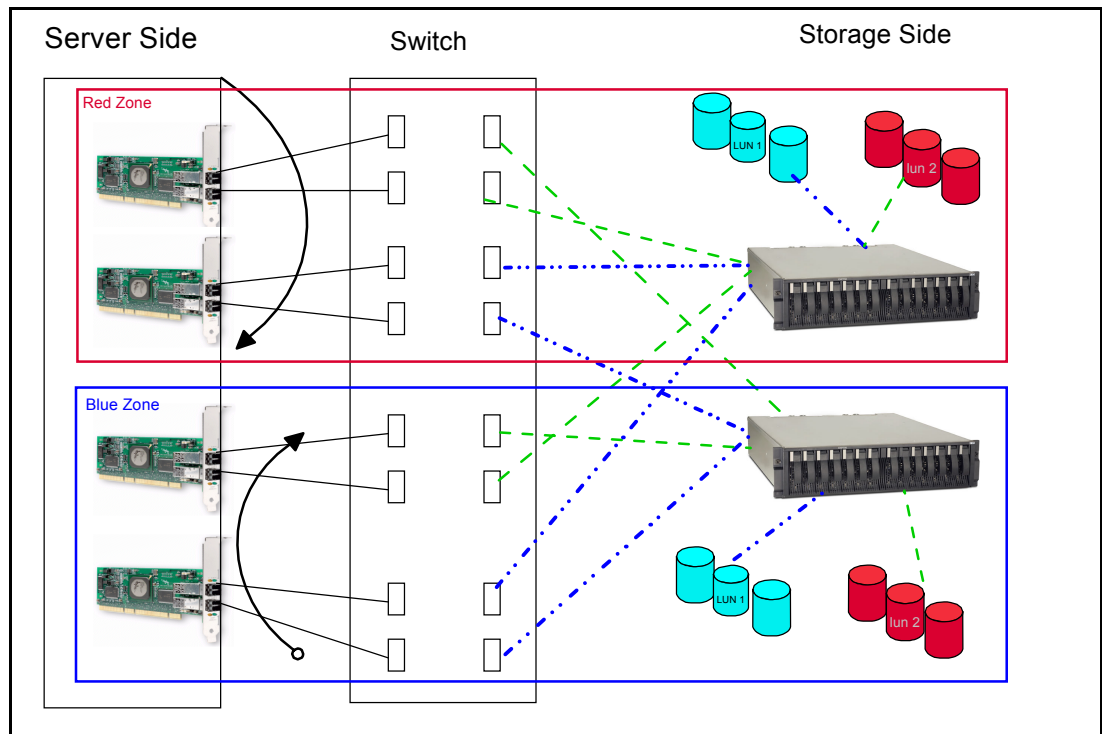 Server Side
Switch
Storage Side
Red Zone
LUN 1
lun 2
Blue Zone
LUN 1
lun 2